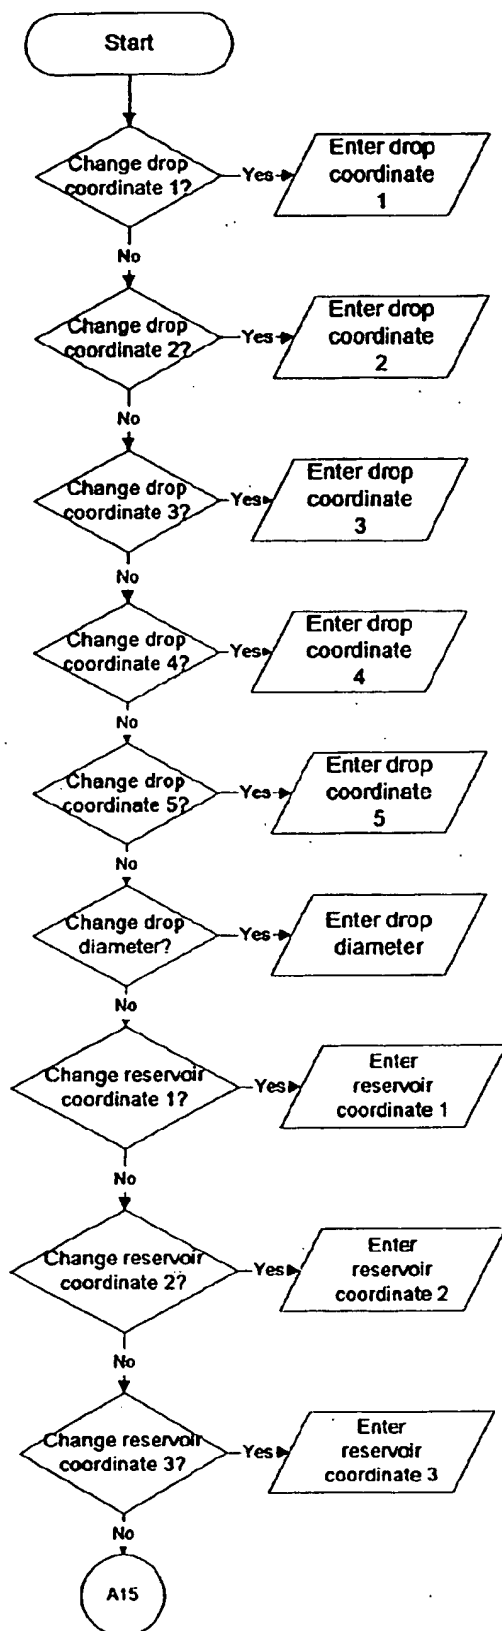 Start
Change drop
coordinate 1?
Yes
Enter drop
coordinate
1
No
Change drop
coordinate 2?
Yes
Enter drop
coordinate
2
No
Change drop
coordinate 3?
Yes
Enter drop
coordinate
3
No
Change drop
coordinate 4?
Yes
Enter drop
coordinate
4
No
Change drop
coordinate 5?
Yes
Enter drop
coordinate
5
No
Change drop
diameter?
Yes
Enter drop
diameter
No
Change reservoir
coordinate 1?
Yes
Enter
reservoir
coordinate 1
No
Change reservoir
coordinate 2?
Yes
Enter
reservoir
coordinate 2
No
Change reservoir
coordinate 3?
Yes
Enter
reservoir
coordinate 3
No
A15